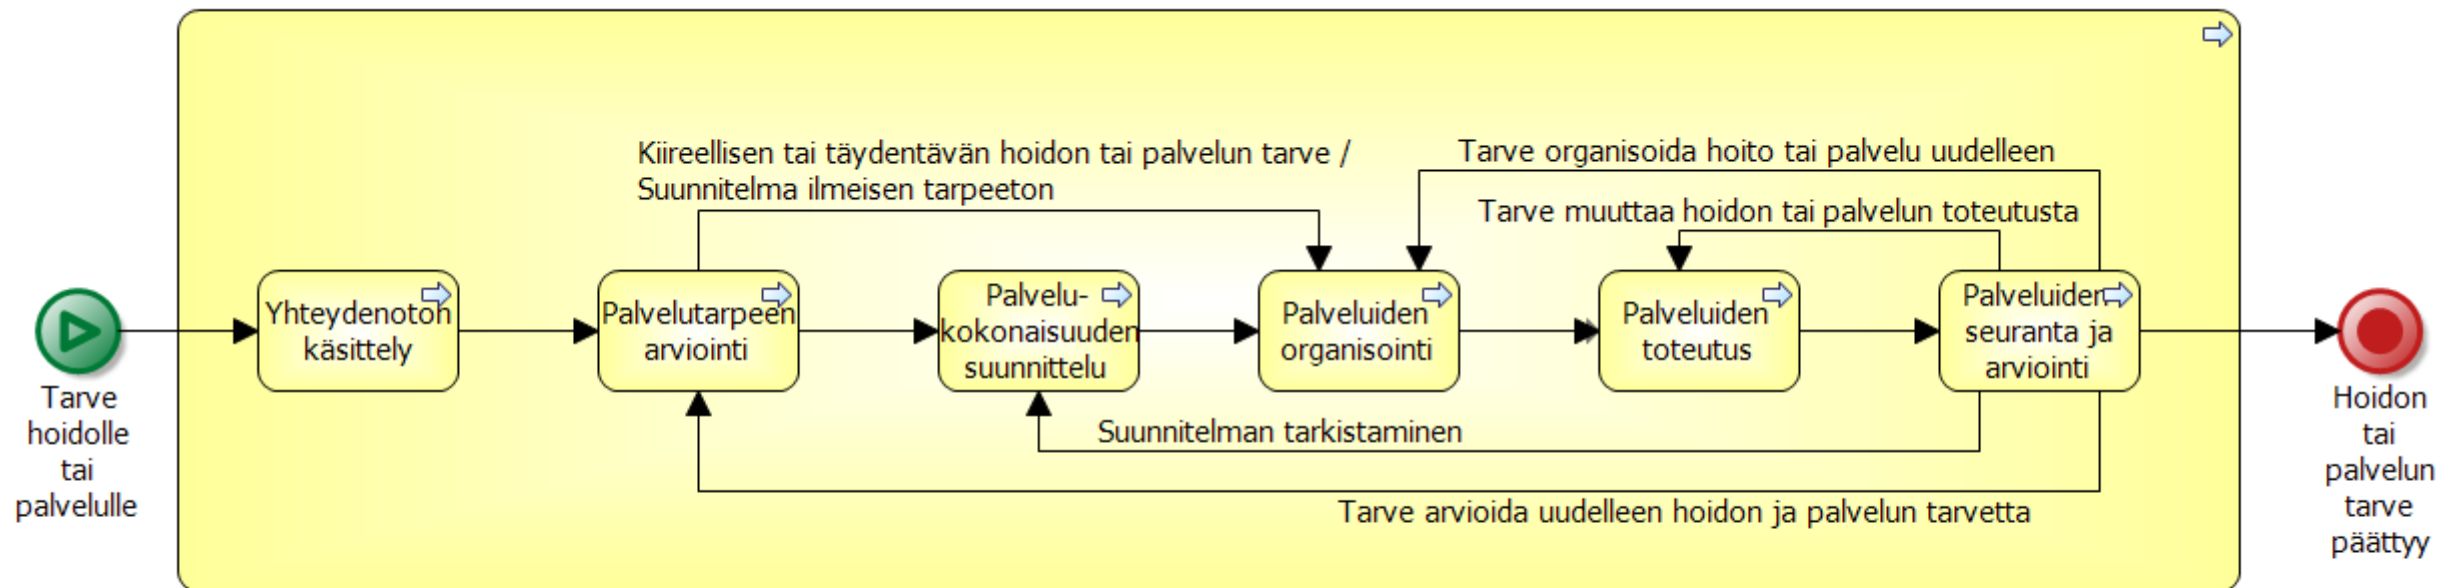 Kiireellisen tai täydentävän hoidon tai palvelun tarve /
Suunnitelma ilmeisen tarpeeton
Tarve organisoida hoito tai palvelu uudelleen
Tarve muuttaa hoidon tai palvelun toteutusta
Tarve
hoidolle
tai
palvelulle
Yhteydenoton
käsittely
Palvelutarpeen
arviointi
Palvelu-
kokonaisuuden
suunnittelu
Palveluiden
organisointi
Palveluiden
toteutus
Palveluiden
seuranta ja
arviointi
Hoidon
tai
palvelun
tarve
päättyy
Suunnitelman tarkistaminen
Tarve arvioida uudelleen hoidon ja palvelun tarvetta